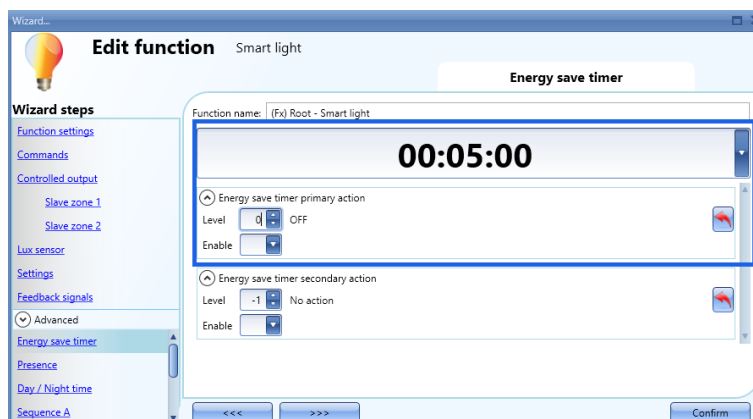 Wizard...
Edit function Smart light
Energy save timer
Wizard steps
Function settings
Commands
Controlled output
Slave zone 1
Slave zone 2
Lux sensor
Settings
Feedback signals
Advanced
Energy save timer
Presence
Day / Night time
Sequence A
Function name: (Fx) Root - Smart light
00:05:00
Energy save timer primary action
Level 0 OFF
Enable
Energy save timer secondary action
Level -1 No action
Enable
<<< >>> Confirm